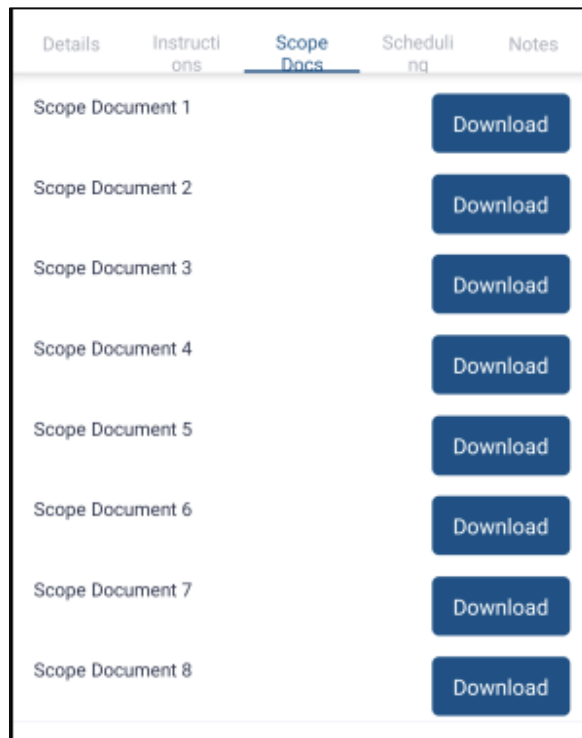 Details
Instructi
ons
Scope
Docs
Scheduli
ng
Notes
Scope Document 1
Download
Scope Document 2
Download
Scope Document 3
Download
Scope Document 4
Download
Scope Document 5
Download
Scope Document 6
Download
Scope Document 7
Download
Scope Document 8
Download